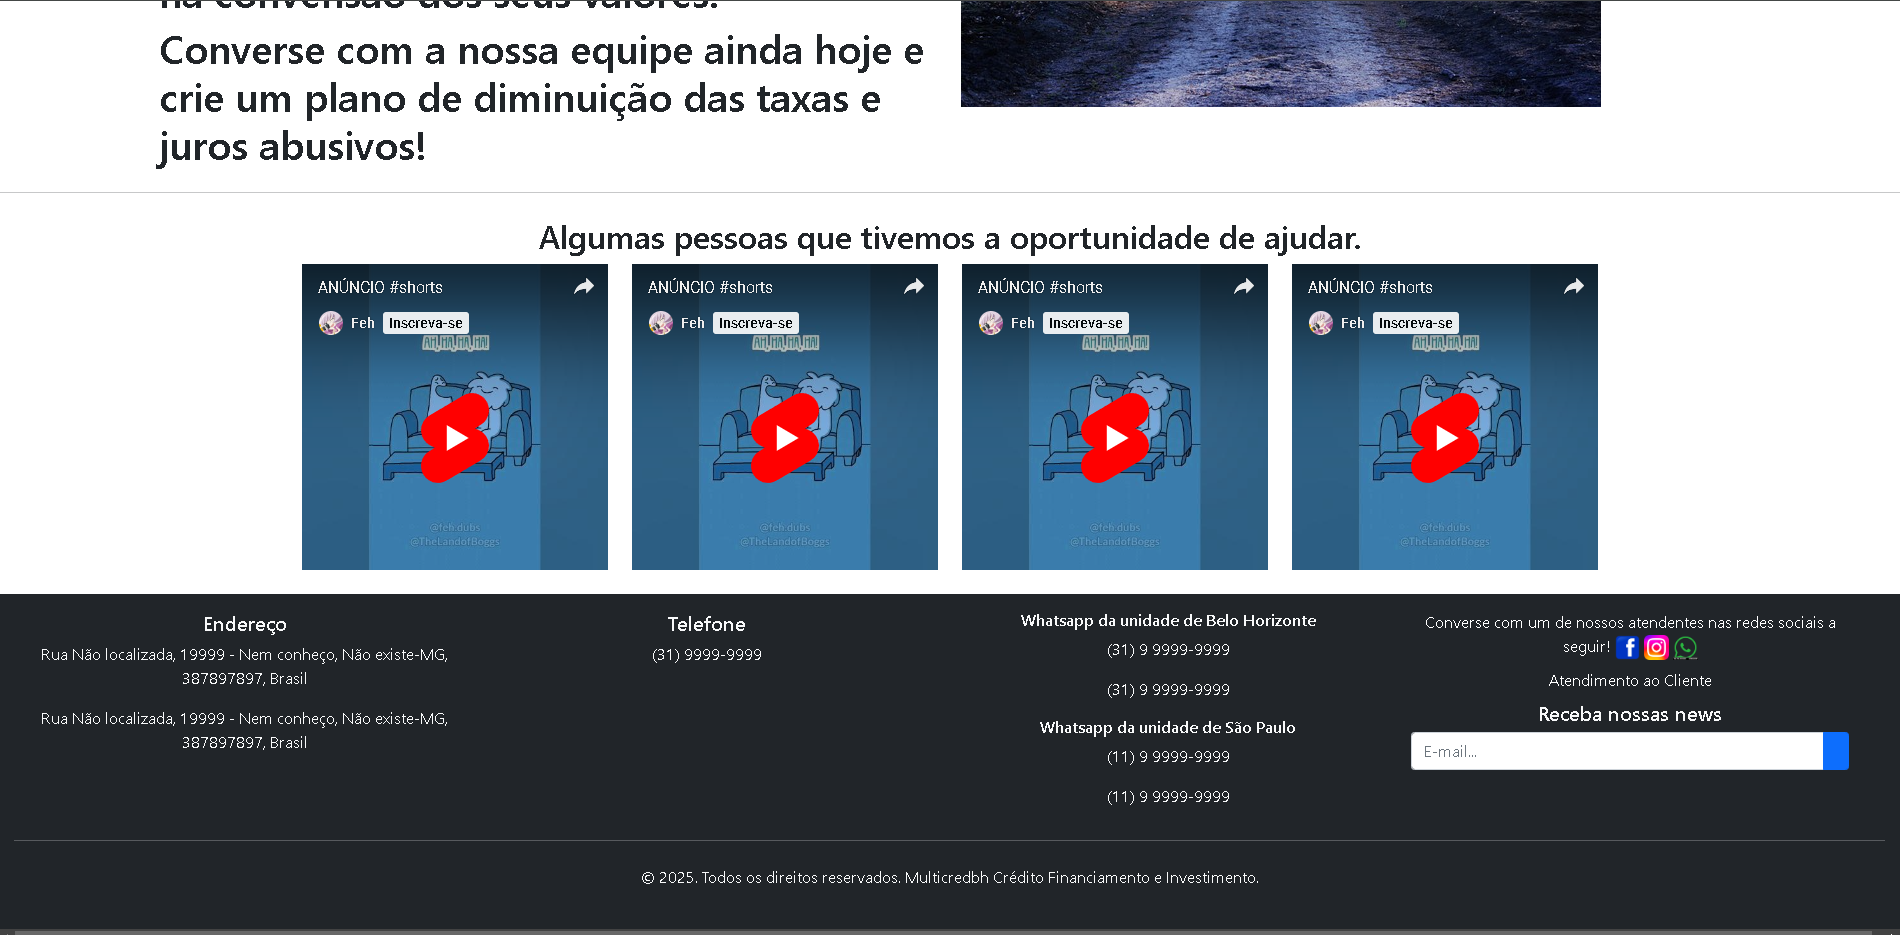 na conversão dos seus valores.
Converse com a nossa equipe ainda hoje e
crie um plano de diminuição das taxas e
juros abusivos!
Algumas pessoas que tivemos a oportunidade de ajudar.
ANÚNCIO #shorts
Feh Inscreva-se
AH, HA, HA, HA!
@feh.dubs
@TheLandofBoggs
ANÚNCIO #shorts
Feh Inscreva-se
AH, HA, HA, HA!
@feh.dubs
@TheLandofBoggs
ANÚNCIO #shorts
Feh Inscreva-se
AH, HA, HA, HA!
@feh.dubs
@TheLandofBoggs
ANÚNCIO #shorts
Feh Inscreva-se
AH, HA, HA, HA!
@feh.dubs
@TheLandofBoggs
Endereço
Rua Não localizada, 19999 - Nem conheço, Não existe-MG,
387897897, Brasil
Rua Não localizada, 19999 - Nem conheço, Não existe-MG,
387897897, Brasil
Telefone
(31) 9999-9999
Whatsapp da unidade de Belo Horizonte
(31) 9 9999-9999
(31) 9 9999-9999
Whatsapp da unidade de São Paulo
(11) 9 9999-9999
(11) 9 9999-9999
Converse com um de nossos atendentes nas redes sociais a
seguir!
Atendimento ao Cliente
Receba nossas news
E-mail...
© 2025. Todos os direitos reservados. Multicredbh Crédito Financiamento e Investimento.